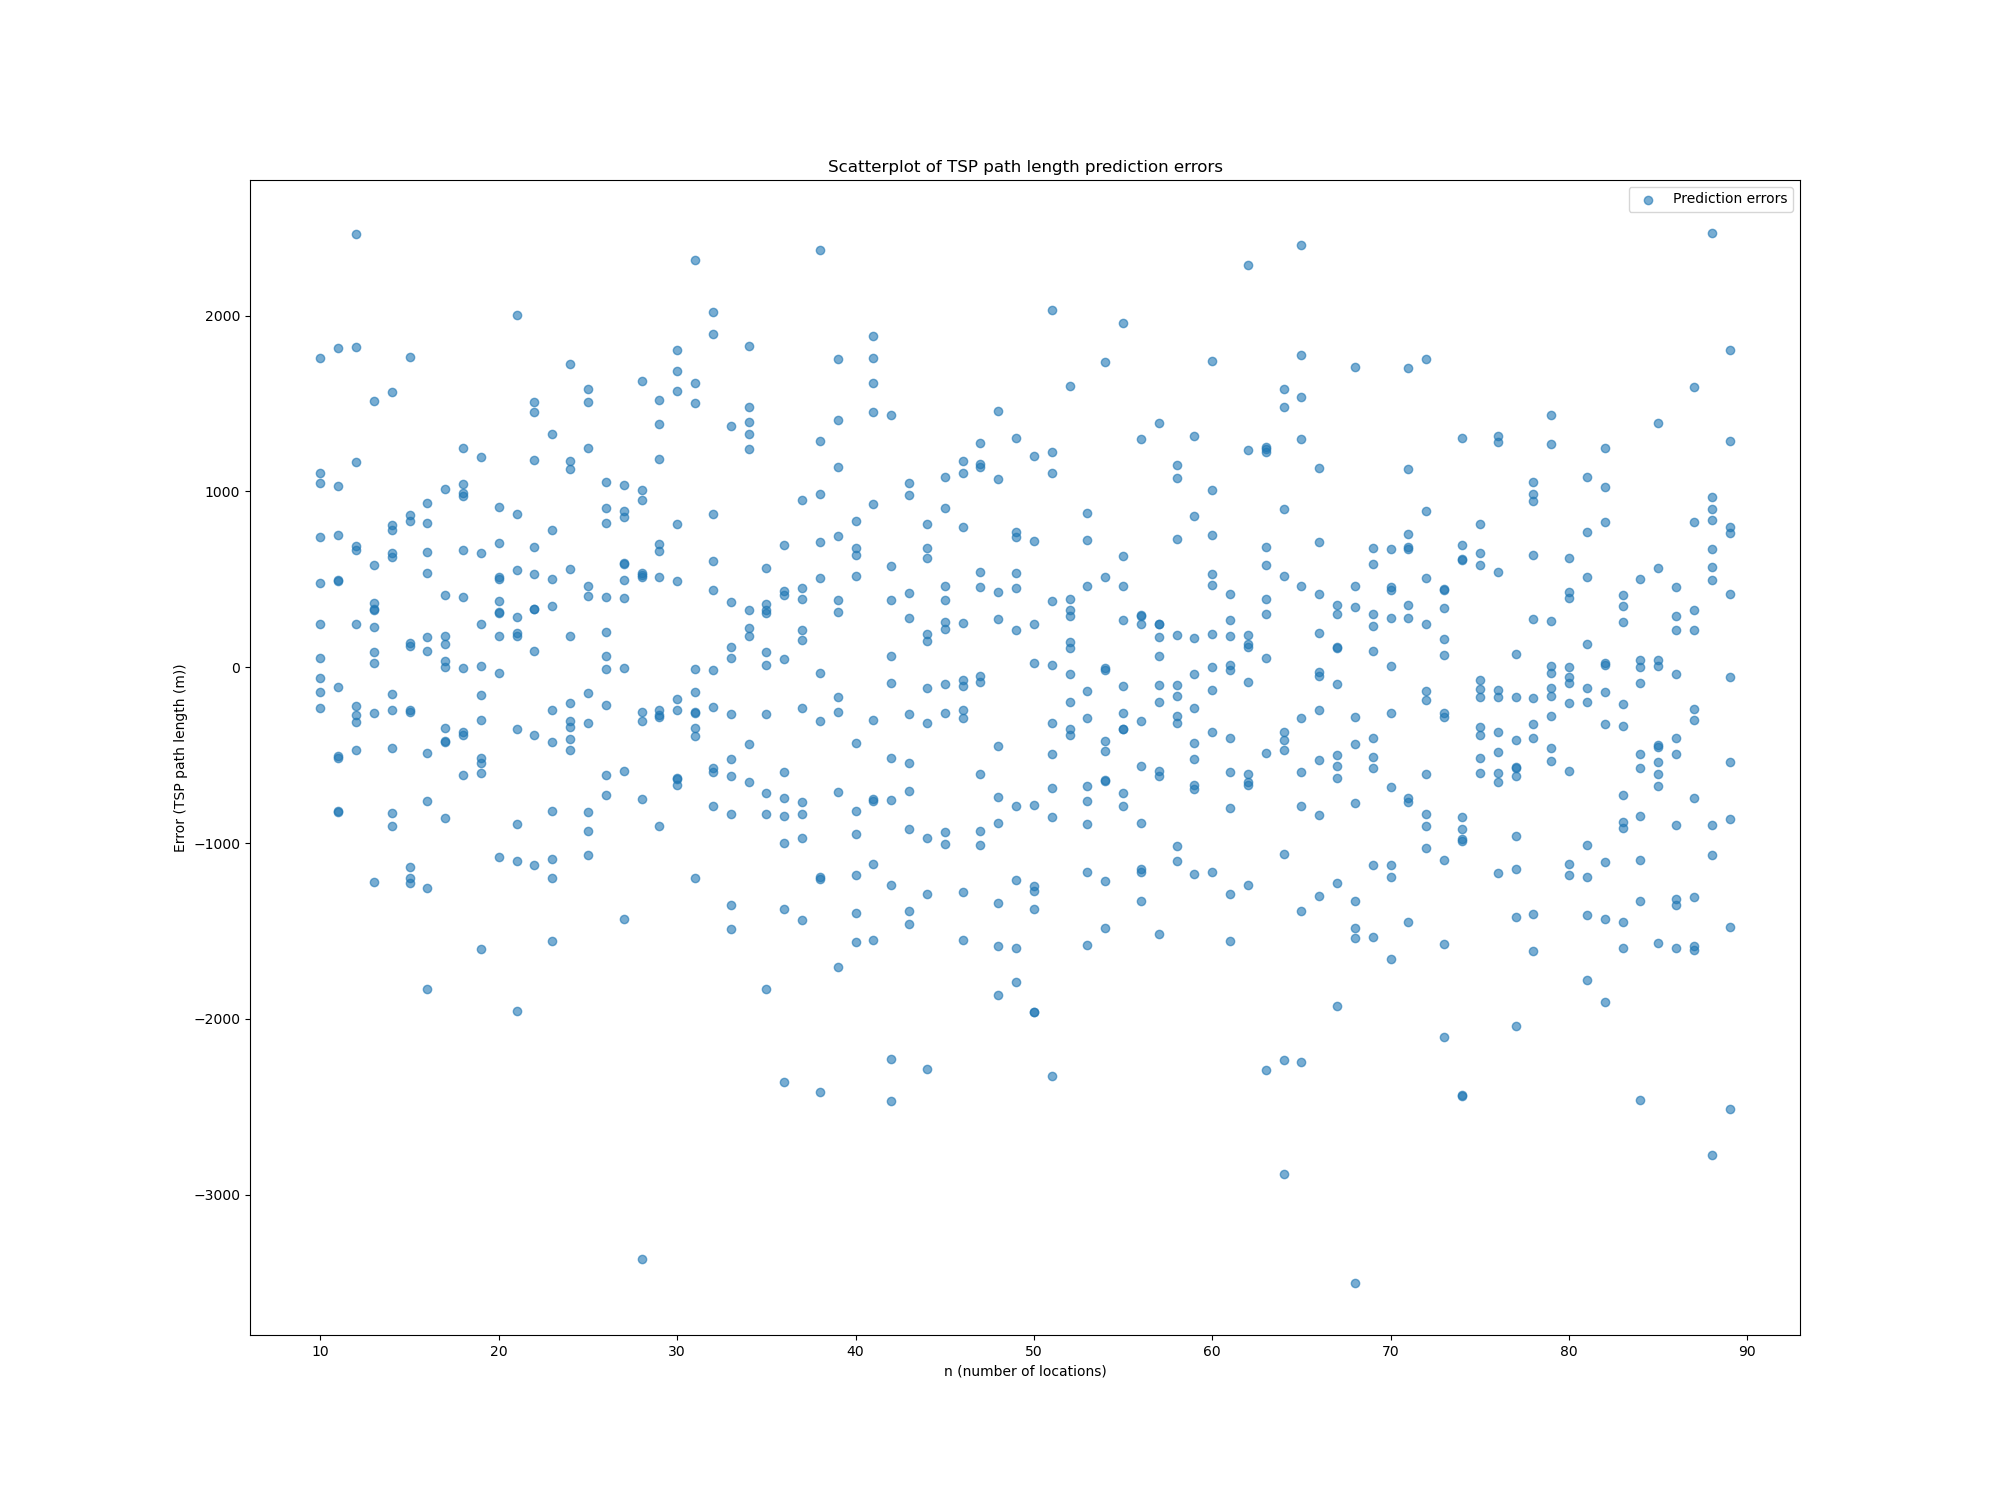 Scatterplot of TSP path length prediction errors
Prediction errors
2000
1000
0
−1000
−2000
−3000
Error (TSP path length (m))
10 20 30 40 50 60 70 80 90
n (number of locations)